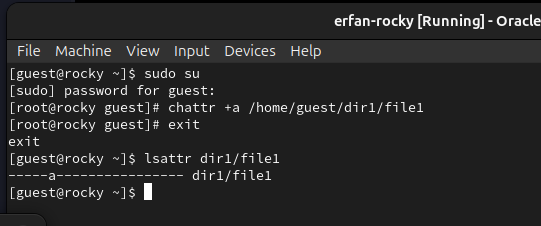 erfan-rocky [Running] - Oracle
File Machine View Input Devices Help
[guest@rocky ~]$ sudo su
[sudo] password for guest:
[root@rocky guest]# chattr +a /home/guest/dir1/file1
[root@rocky guest]# exit
exit
[guest@rocky ~]$ lsattr dir1/file1
-----a---------------- dir1/file1
[guest@rocky ~]$